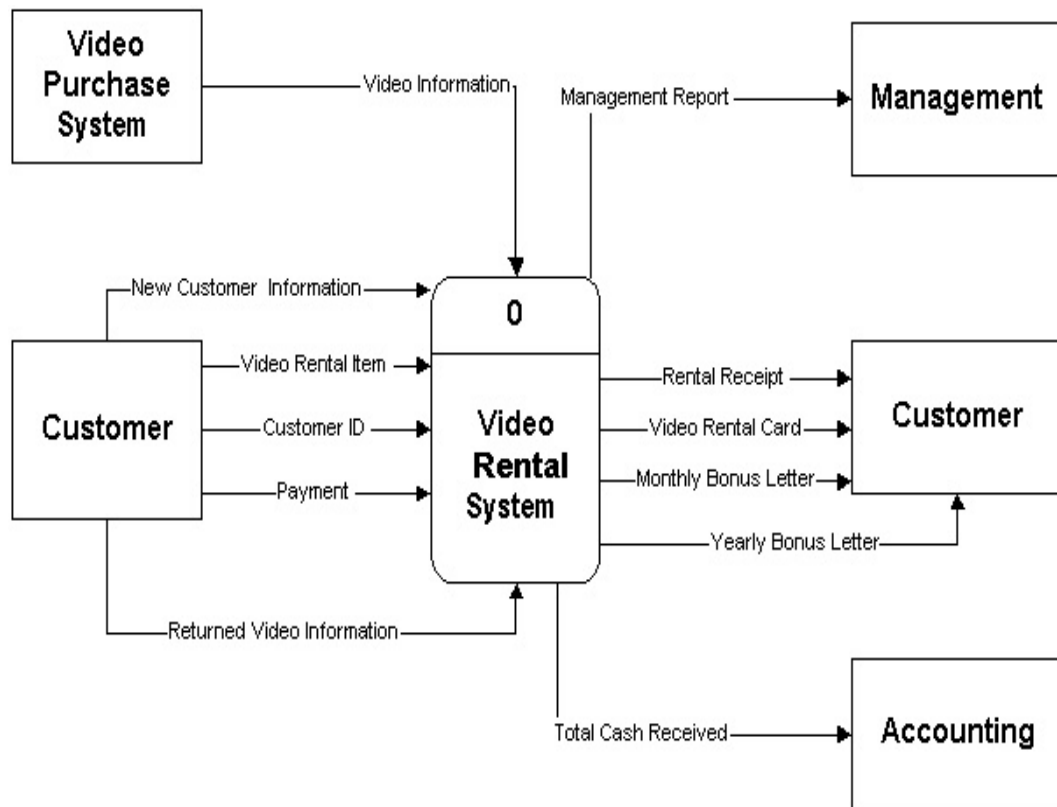 Video
Purchase
System
Video Information
Management Report
Management
New Customer Information
0
Video Rental Item
Customer
Customer ID
Payment
Video
Rental
System
Rental Receipt
Video Rental Card
Customer
Monthly Bonus Letter
Yearly Bonus Letter
Returned Video Information
Total Cash Received
Accounting